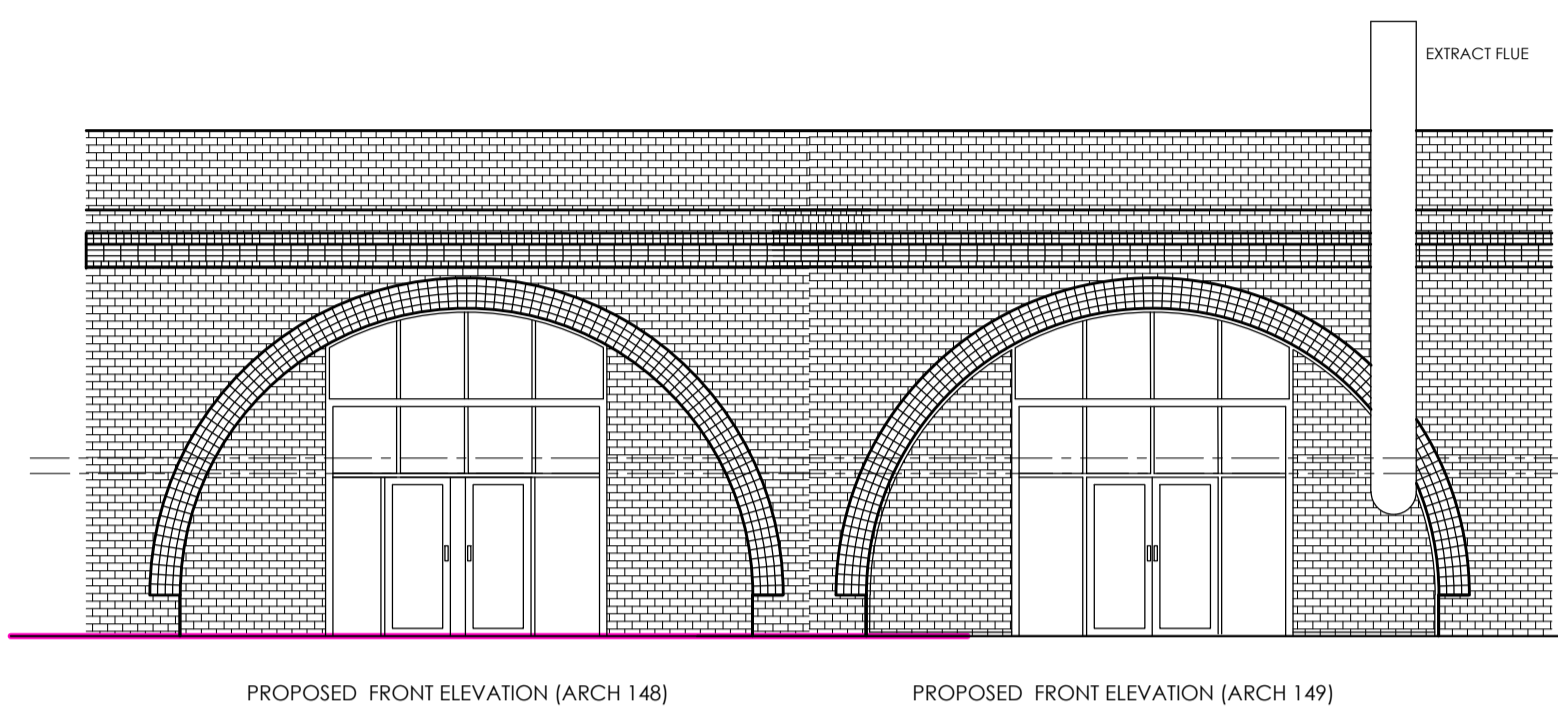 EXTRACT FLUE
PROPOSED FRONT ELEVATION (ARCH 148)
PROPOSED FRONT ELEVATION (ARCH 149)